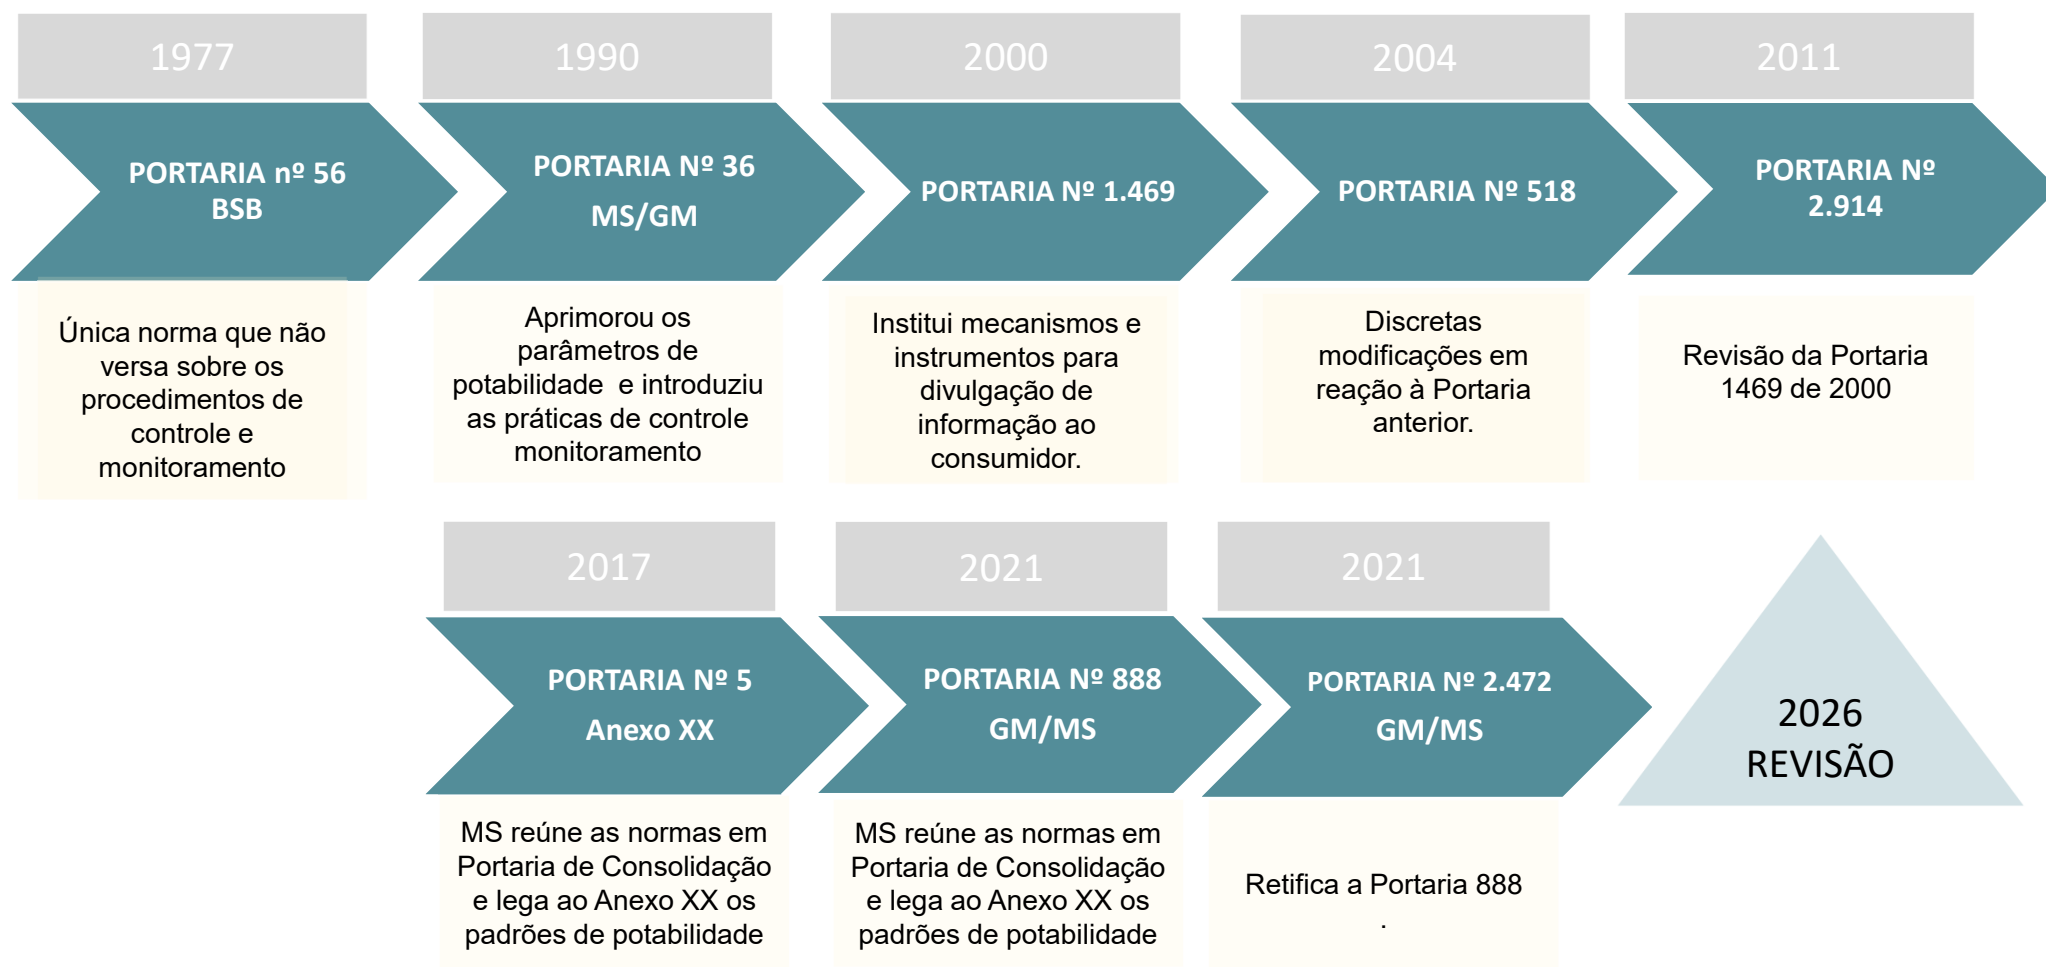 1977
PORTARIA nº 56
BSB
Única norma que não
versa sobre os
procedimentos de
controle e
monitoramento
1990
PORTARIA Nº 36
MS/GM
Aprimorou os
parâmetros de
potabilidade  e introduziu
as práticas de controle
monitoramento
2000
PORTARIA Nº 1.469
Institui mecanismos e
instrumentos para
divulgação de
informação ao
consumidor.
2004
PORTARIA Nº 518
Discretas
modificações em
reação à Portaria
anterior.
2011
PORTARIA Nº
2.914
Revisão da Portaria
1469 de 2000
2017
PORTARIA Nº 5
Anexo XX
MS reúne as normas em
Portaria de Consolidação
e lega ao Anexo XX os
padrões de potabilidade
2021
PORTARIA Nº 888
GM/MS
MS reúne as normas em
Portaria de Consolidação
e lega ao Anexo XX os
padrões de potabilidade
2021
PORTARIA Nº 2.472
GM/MS
Retifica a Portaria 888
.
2026
REVISÃO